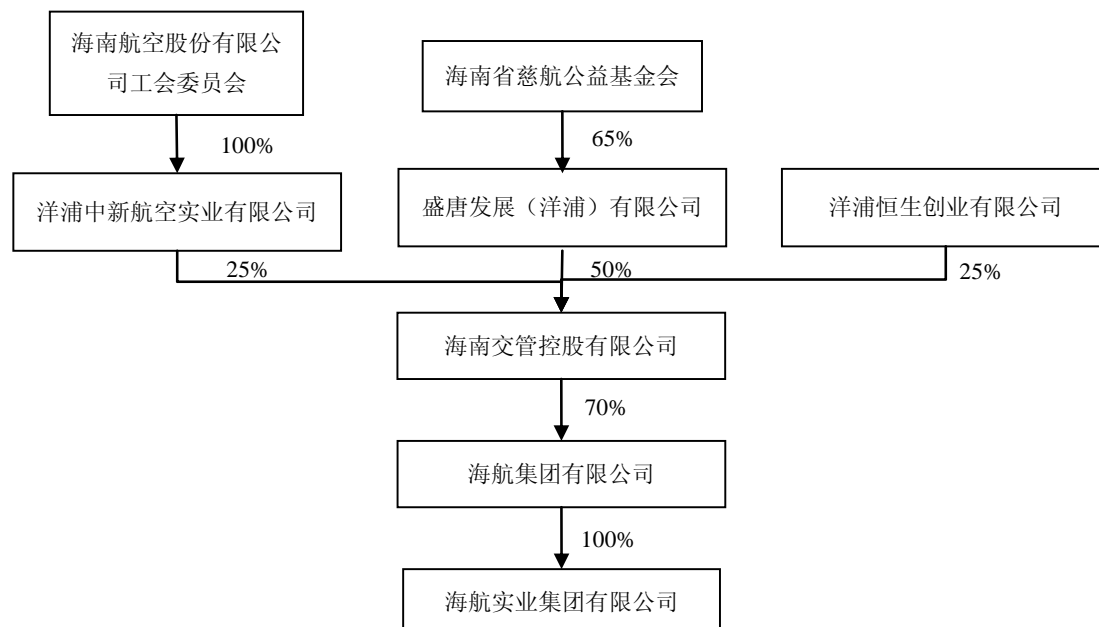 海南航空股份有限公
司工会委员会
海南省慈航公益基金会
100%
65%
洋浦中新航空实业有限公司
盛唐发展（洋浦）有限公司
洋浦恒生创业有限公司
25%
50%
25%
海南交管控股有限公司
70%
海航集团有限公司
100%
海航实业集团有限公司